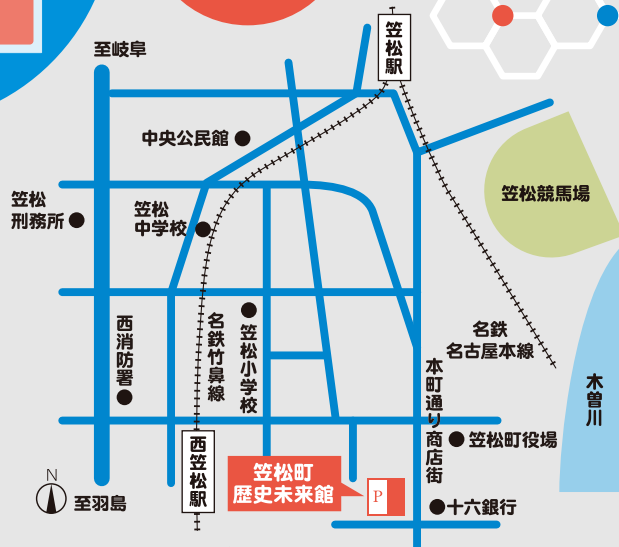 至岐阜
笠松駅
中央公民館
笠松競馬場
笠松
刑務所
笠松
中学校
西消防署
名鉄竹鼻線
笠松小学校
名鉄
名古屋本線
本町通り商店街
木曽川
笠松町役場
西笠松駅
笠松町
歴史未来館
P
N
至羽島
十六銀行